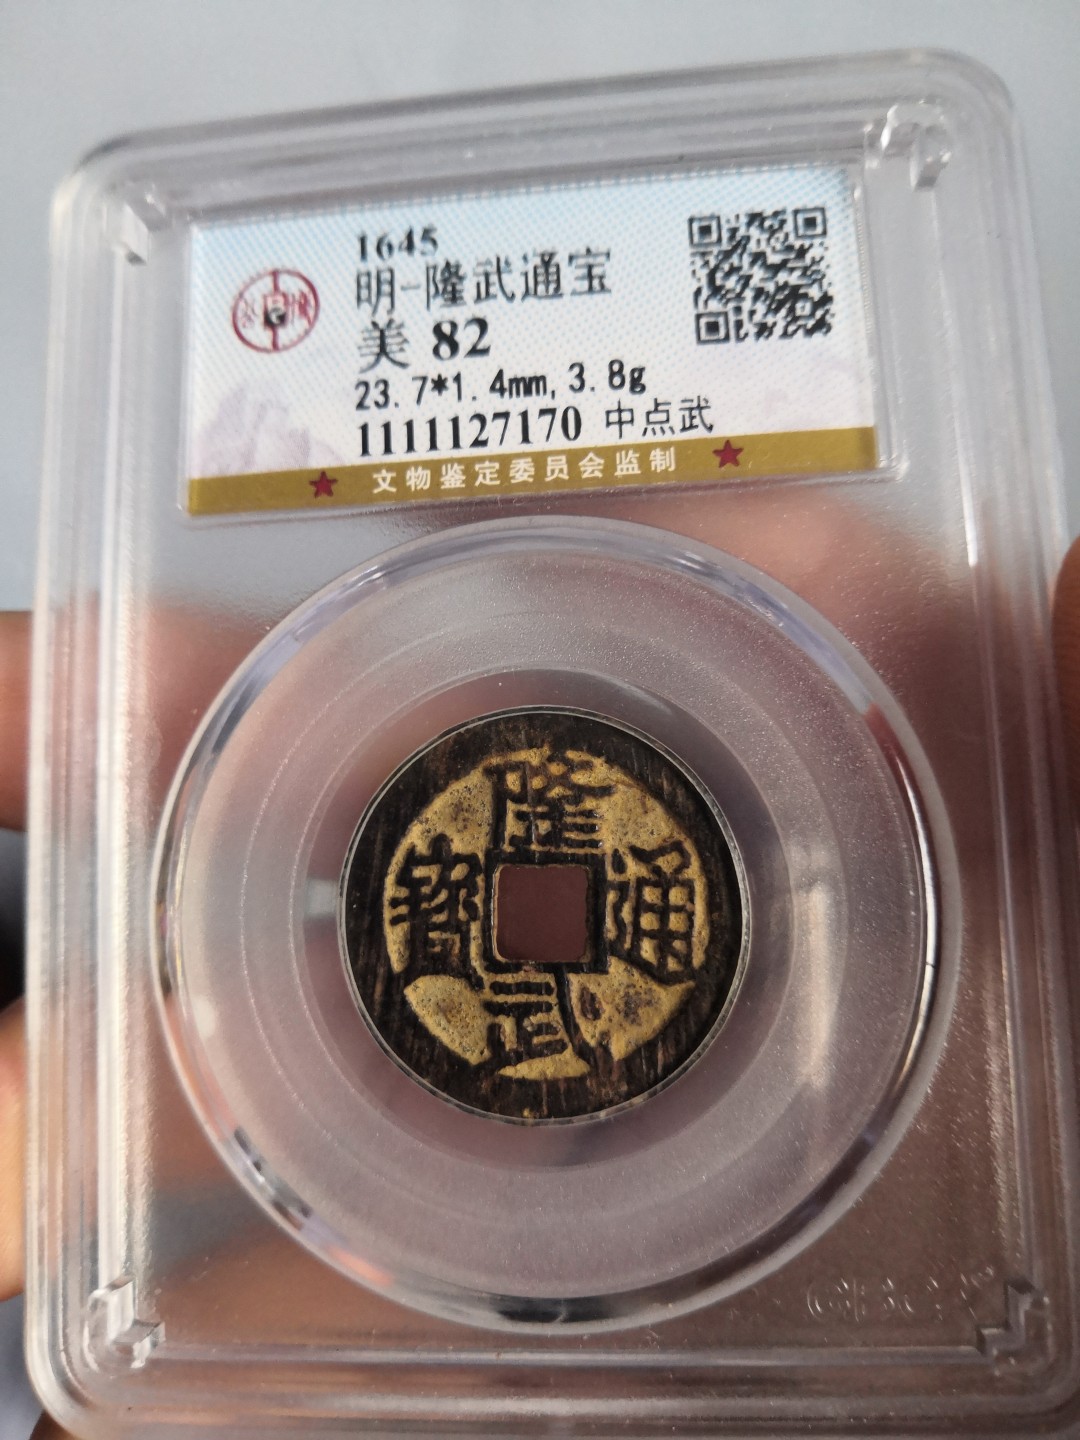 1645
明-隆武通宝
美 82
23.7*1.4mm,3.8g
1111127170 中点武
文物鉴定委员会监制
隆武通寳